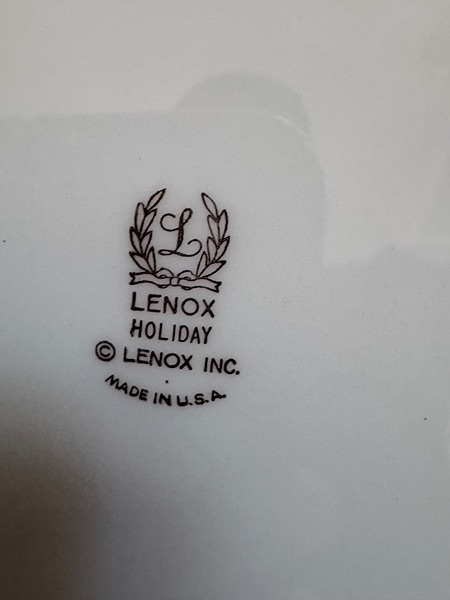 L
LENOX
HOLIDAY
© LENOX INC.
MADE IN U.S.A